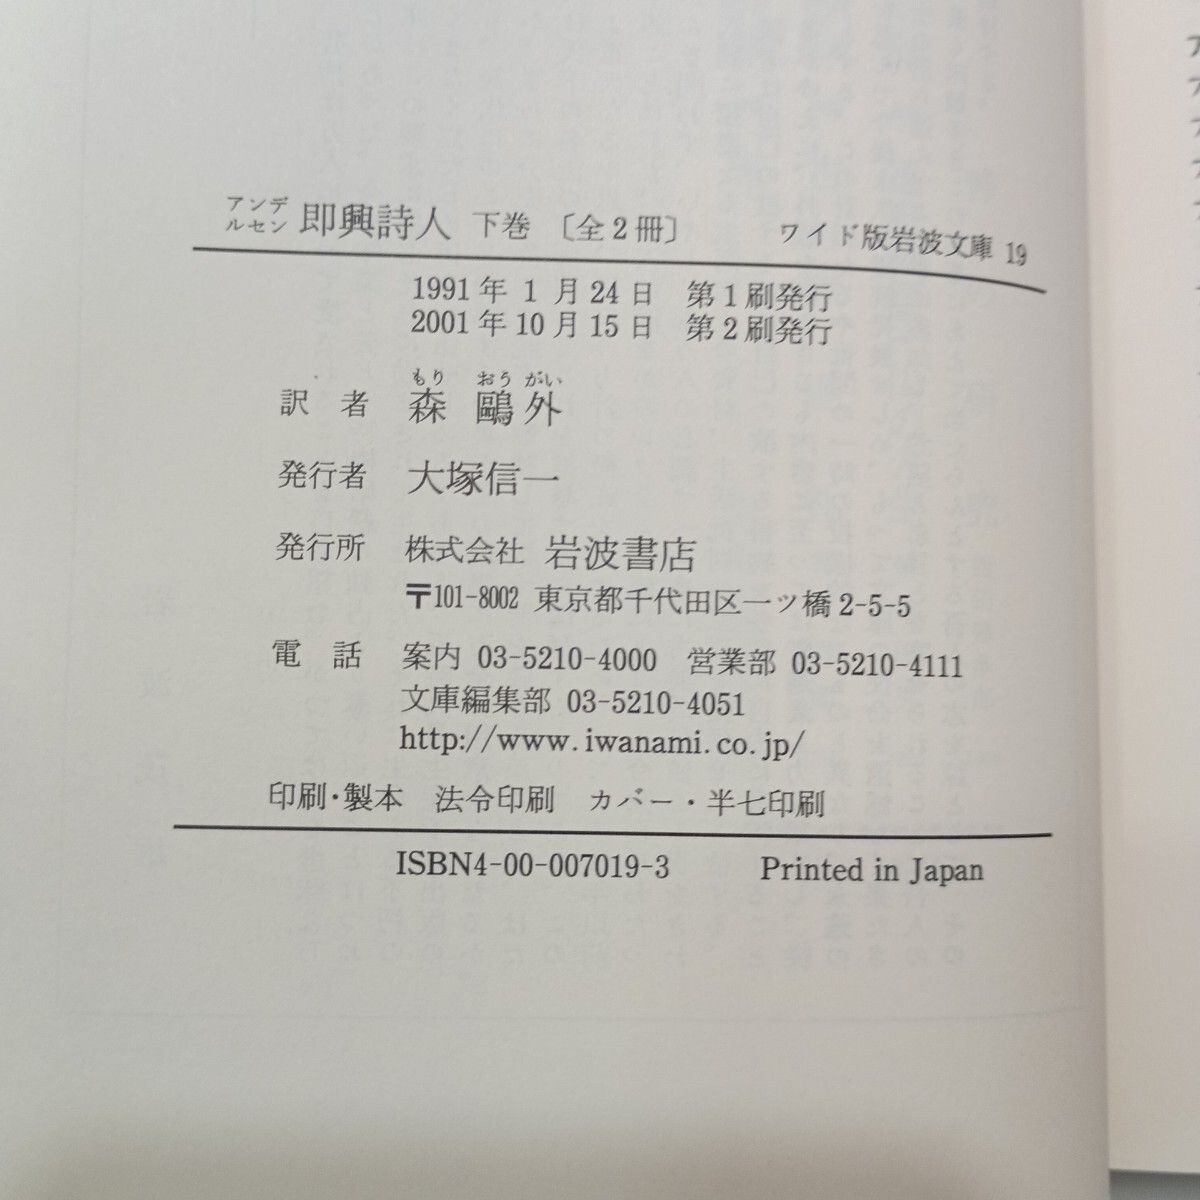 アンデルセン 即興詩人 下巻 〔全2冊〕 ワイド版岩波文庫 19
1991年1月24日 第1刷発行
2001年10月15日 第2刷発行
もり おうがい
訳者 森鷗外
発行者 大塚信一
発行所 株式会社 岩波書店
〒101-8002 東京都千代田区一ツ橋2-5-5
電話 案内 03-5210-4000 営業部 03-5210-4111
文庫編集部 03-5210-4051
http://www.iwanami.co.jp/
印刷・製本 法令印刷 カバー・半七印刷
ISBN4-00-007019-3 Printed in Japan